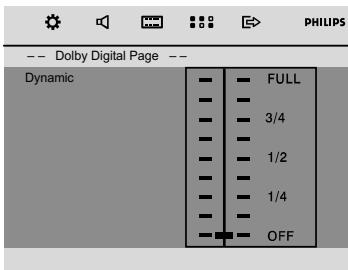 PHILIPS
-- Dolby Digital Page --
Dynamic
FULL
3/4
1/2
1/4
OFF